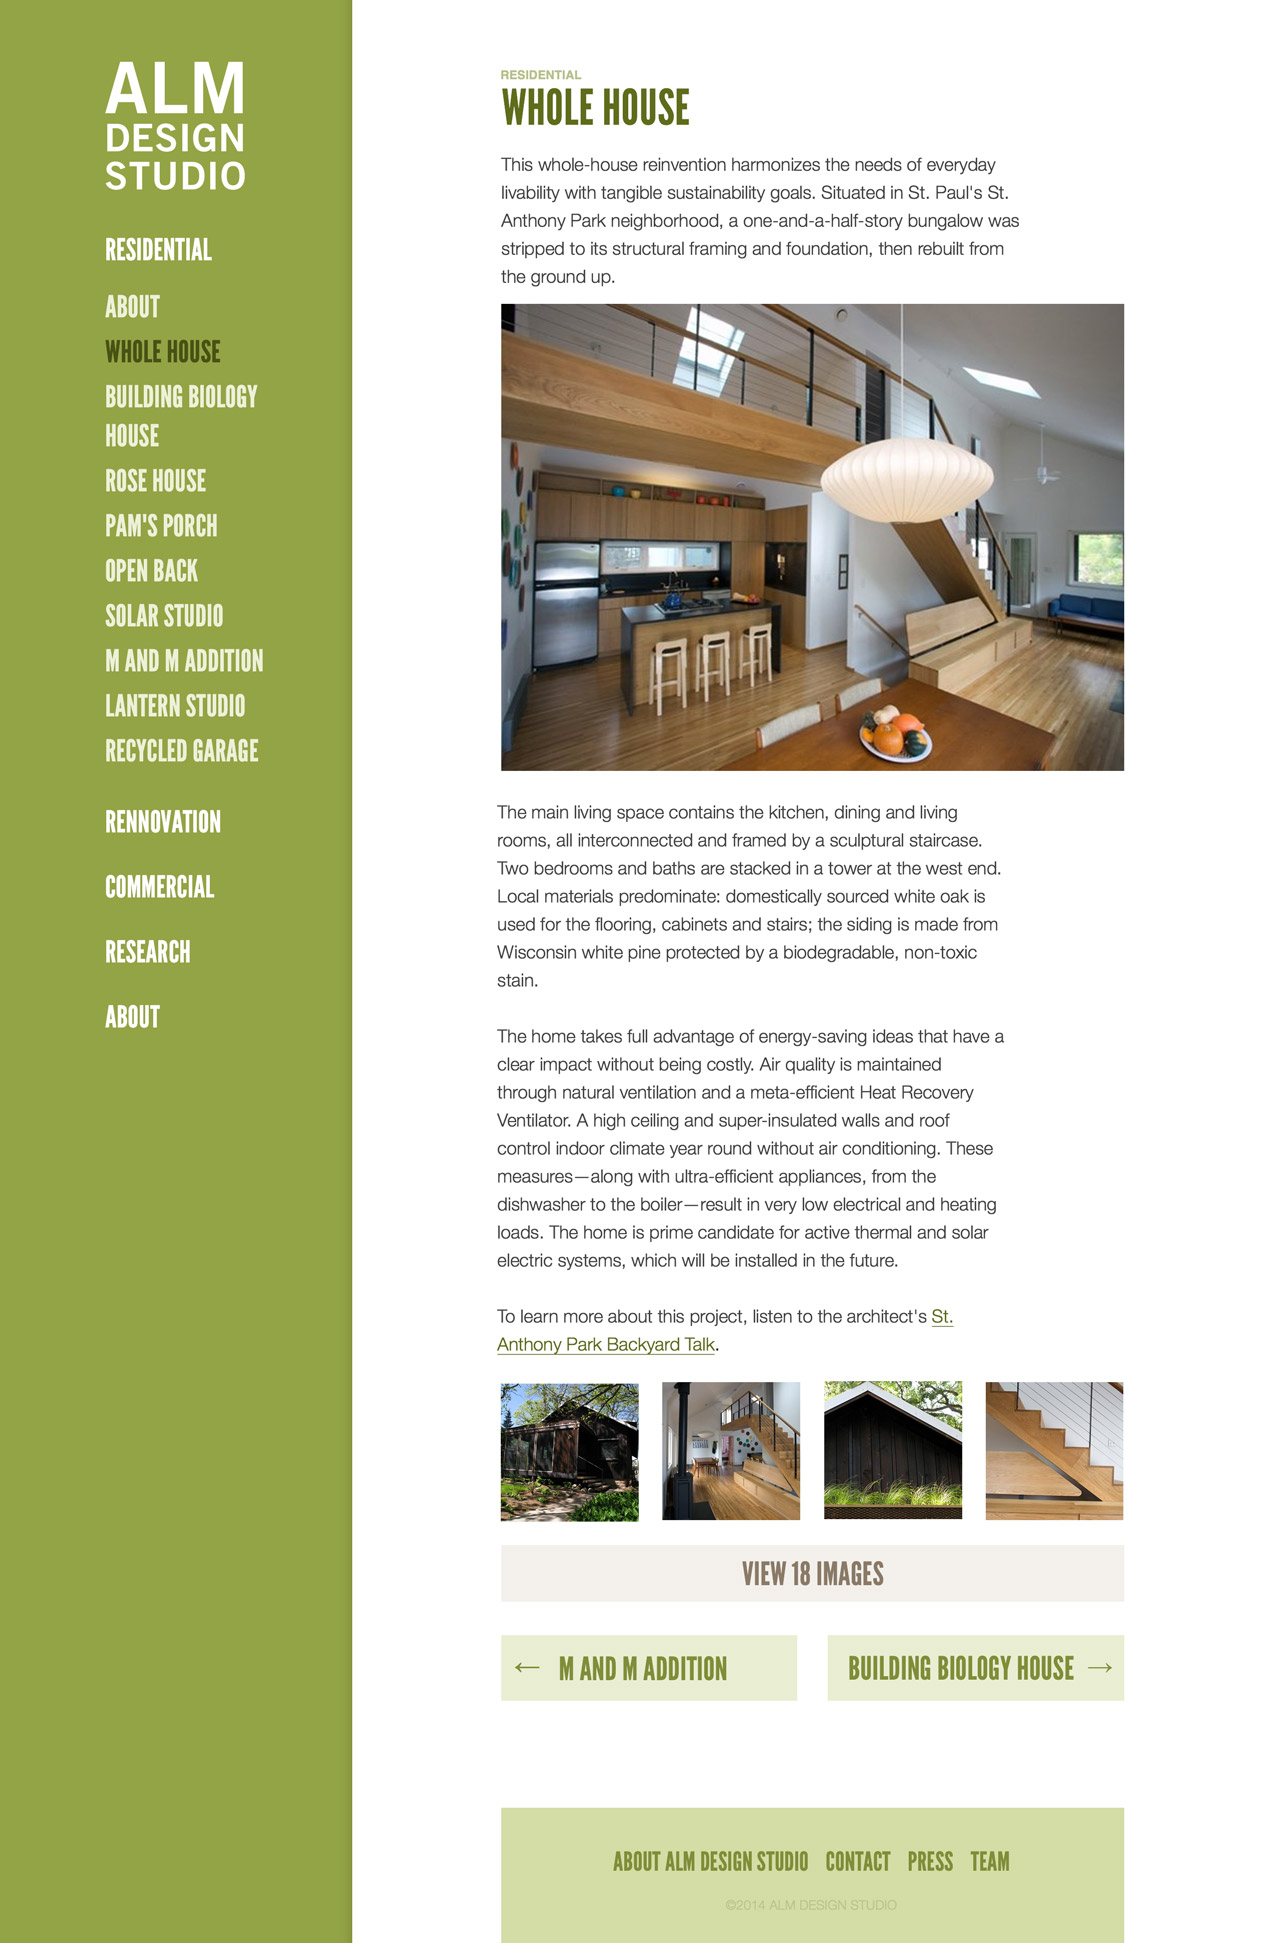 ALM
DESIGN
STUDIO
RESIDENTIAL
ABOUT
WHOLE HOUSE
BUILDING BIOLOGY
HOUSE
ROSE HOUSE
PAM'S PORCH
OPEN BACK
SOLAR STUDIO
M AND M ADDITION
LANTERN STUDIO
RECYCLED GARAGE
RENNOVATION
COMMERCIAL
RESEARCH
ABOUT
RESIDENTIAL
WHOLE HOUSE
This whole-house reinvention harmonizes the needs of everyday
livability with tangible sustainability goals. Situated in St. Paul's St.
Anthony Park neighborhood, a one-and-a-half-story bungalow was
stripped to its structural framing and foundation, then rebuilt from
the ground up.
The main living space contains the kitchen, dining and living
rooms, all interconnected and framed by a sculptural staircase.
Two bedrooms and baths are stacked in a tower at the west end.
Local materials predominate: domestically sourced white oak is
used for the flooring, cabinets and stairs; the siding is made from
Wisconsin white pine protected by a biodegradable, non-toxic
stain.
The home takes full advantage of energy-saving ideas that have a
clear impact without being costly. Air quality is maintained
through natural ventilation and a meta-efficient Heat Recovery
Ventilator. A high ceiling and super-insulated walls and roof
control indoor climate year round without air conditioning. These
measures—along with ultra-efficient appliances, from the
dishwasher to the boiler—result in very low electrical and heating
loads. The home is prime candidate for active thermal and solar
electric systems, which will be installed in the future.
To learn more about this project, listen to the architect's St.
Anthony Park Backyard Talk.
VIEW 18 IMAGES
← M AND M ADDITION
BUILDING BIOLOGY HOUSE →
ABOUT ALM DESIGN STUDIO CONTACT PRESS TEAM
©2014 ALM DESIGN STUDIO